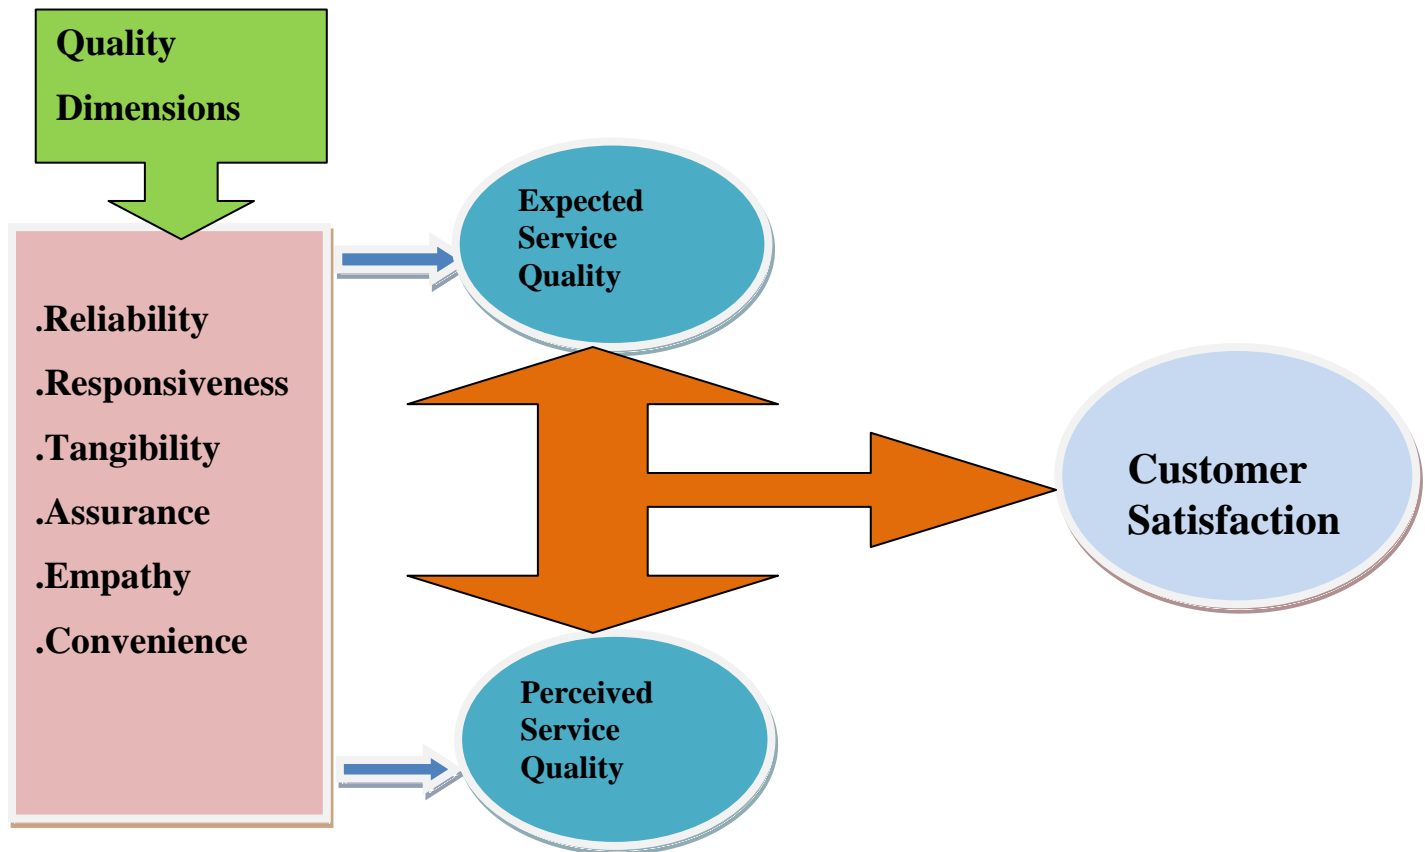 Quality
Dimensions
Expected
Service
Quality
.Reliability
.Responsiveness
.Tangibility
.Assurance
.Empathy
.Convenience
Customer
Satisfaction
Perceived
Service
Quality